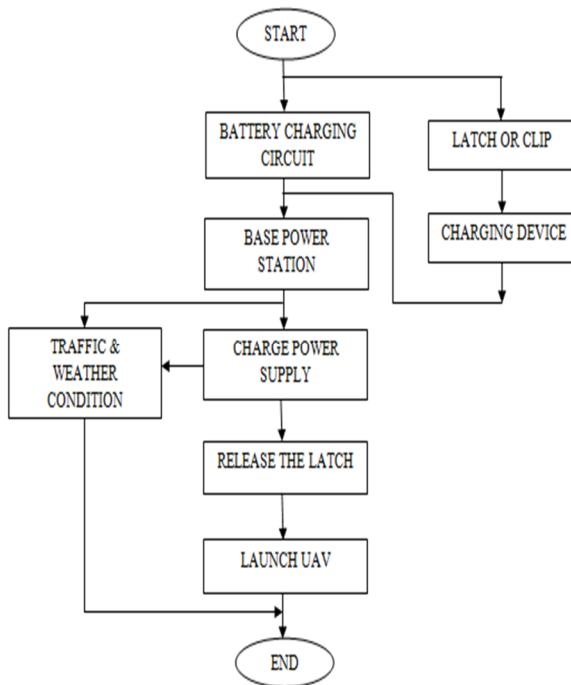 START
BATTERY CHARGING
CIRCUIT
LATCH OR CLIP
BASE POWER
STATION
CHARGING DEVICE
TRAFFIC &
WEATHER
CONDITION
CHARGE POWER
SUPPLY
RELEASE THE LATCH
LAUNCH UAV
END